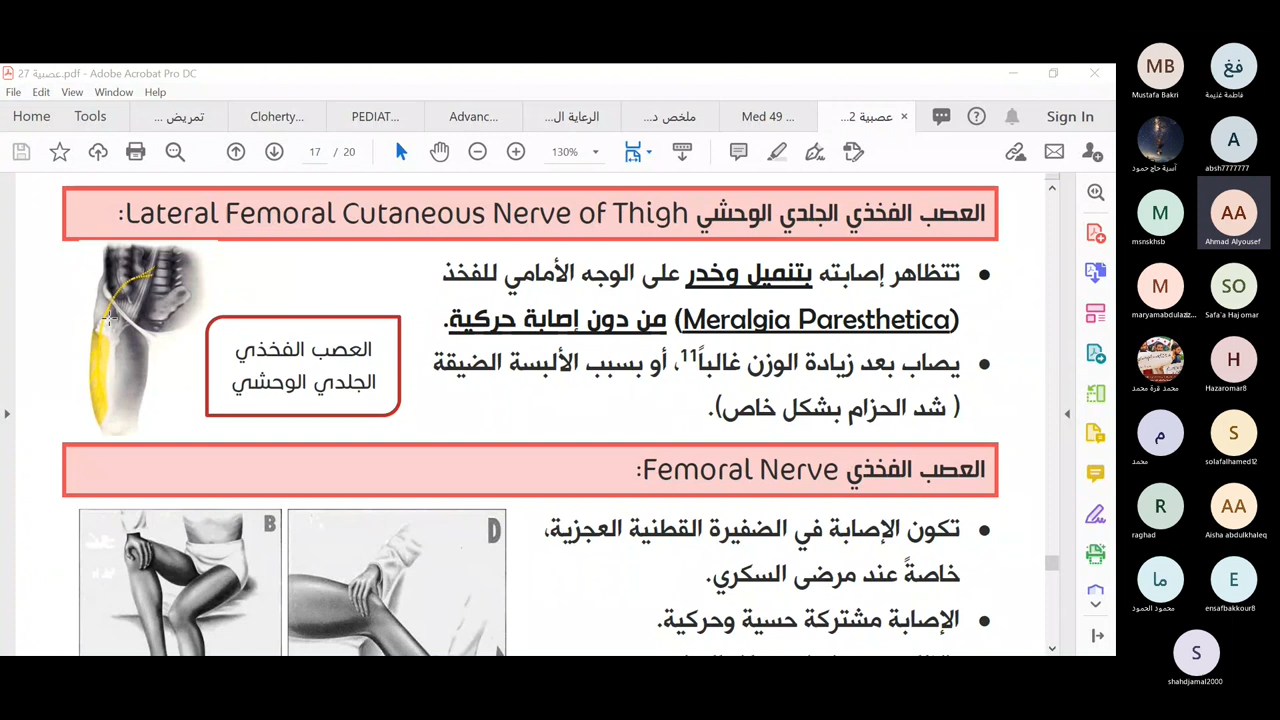 عصبية 27.pdf - Adobe Acrobat Pro DC
File Edit View Window Help
Home Tools تمريض ... Cloherty... PEDIAT... Advanc... الرعاية ال... ملخص د... Med 49 ... عصبية 2... × Sign In
17 / 20 130%
العصب الفخذي الجلدي الوحشي Lateral Femoral Cutaneous Nerve of Thigh:
● تتظاهر إصابته بتنميل وخدر على الوجه الأمامي للفخذ
(Meralgia Paresthetica) من دون إصابة حركية.
● يصاب بعد زيادة الوزن غالباً11، أو بسبب الألبسة الضيقة
( شد الحزام بشكل خاص).
العصب الفخذي
الجلدي الوحشي
العصب الفخذي Femoral Nerve:
● تكون الإصابة في الضفيرة القطنية العجزية،
خاصةً عند مرضى السكري.
● الإصابة مشتركة حسية وحركية.
B
D
MB
Mustafa Bakri
فغ
فاطمة غنيمة
آسية حاج حمود
A
absh7777777
M
msnskhsb
AA
Ahmad Alyousef
M
maryamabdulaziz...
SO
Safa'a Haj omar
محمد قرة محمد
H
Hazaromar8
م
محمد
S
solafalhamed12
R
raghad
AA
Aisha abdulkhaleq
ما
محمود الحمود
E
ensafbakkour8
S
shahdjamal2000